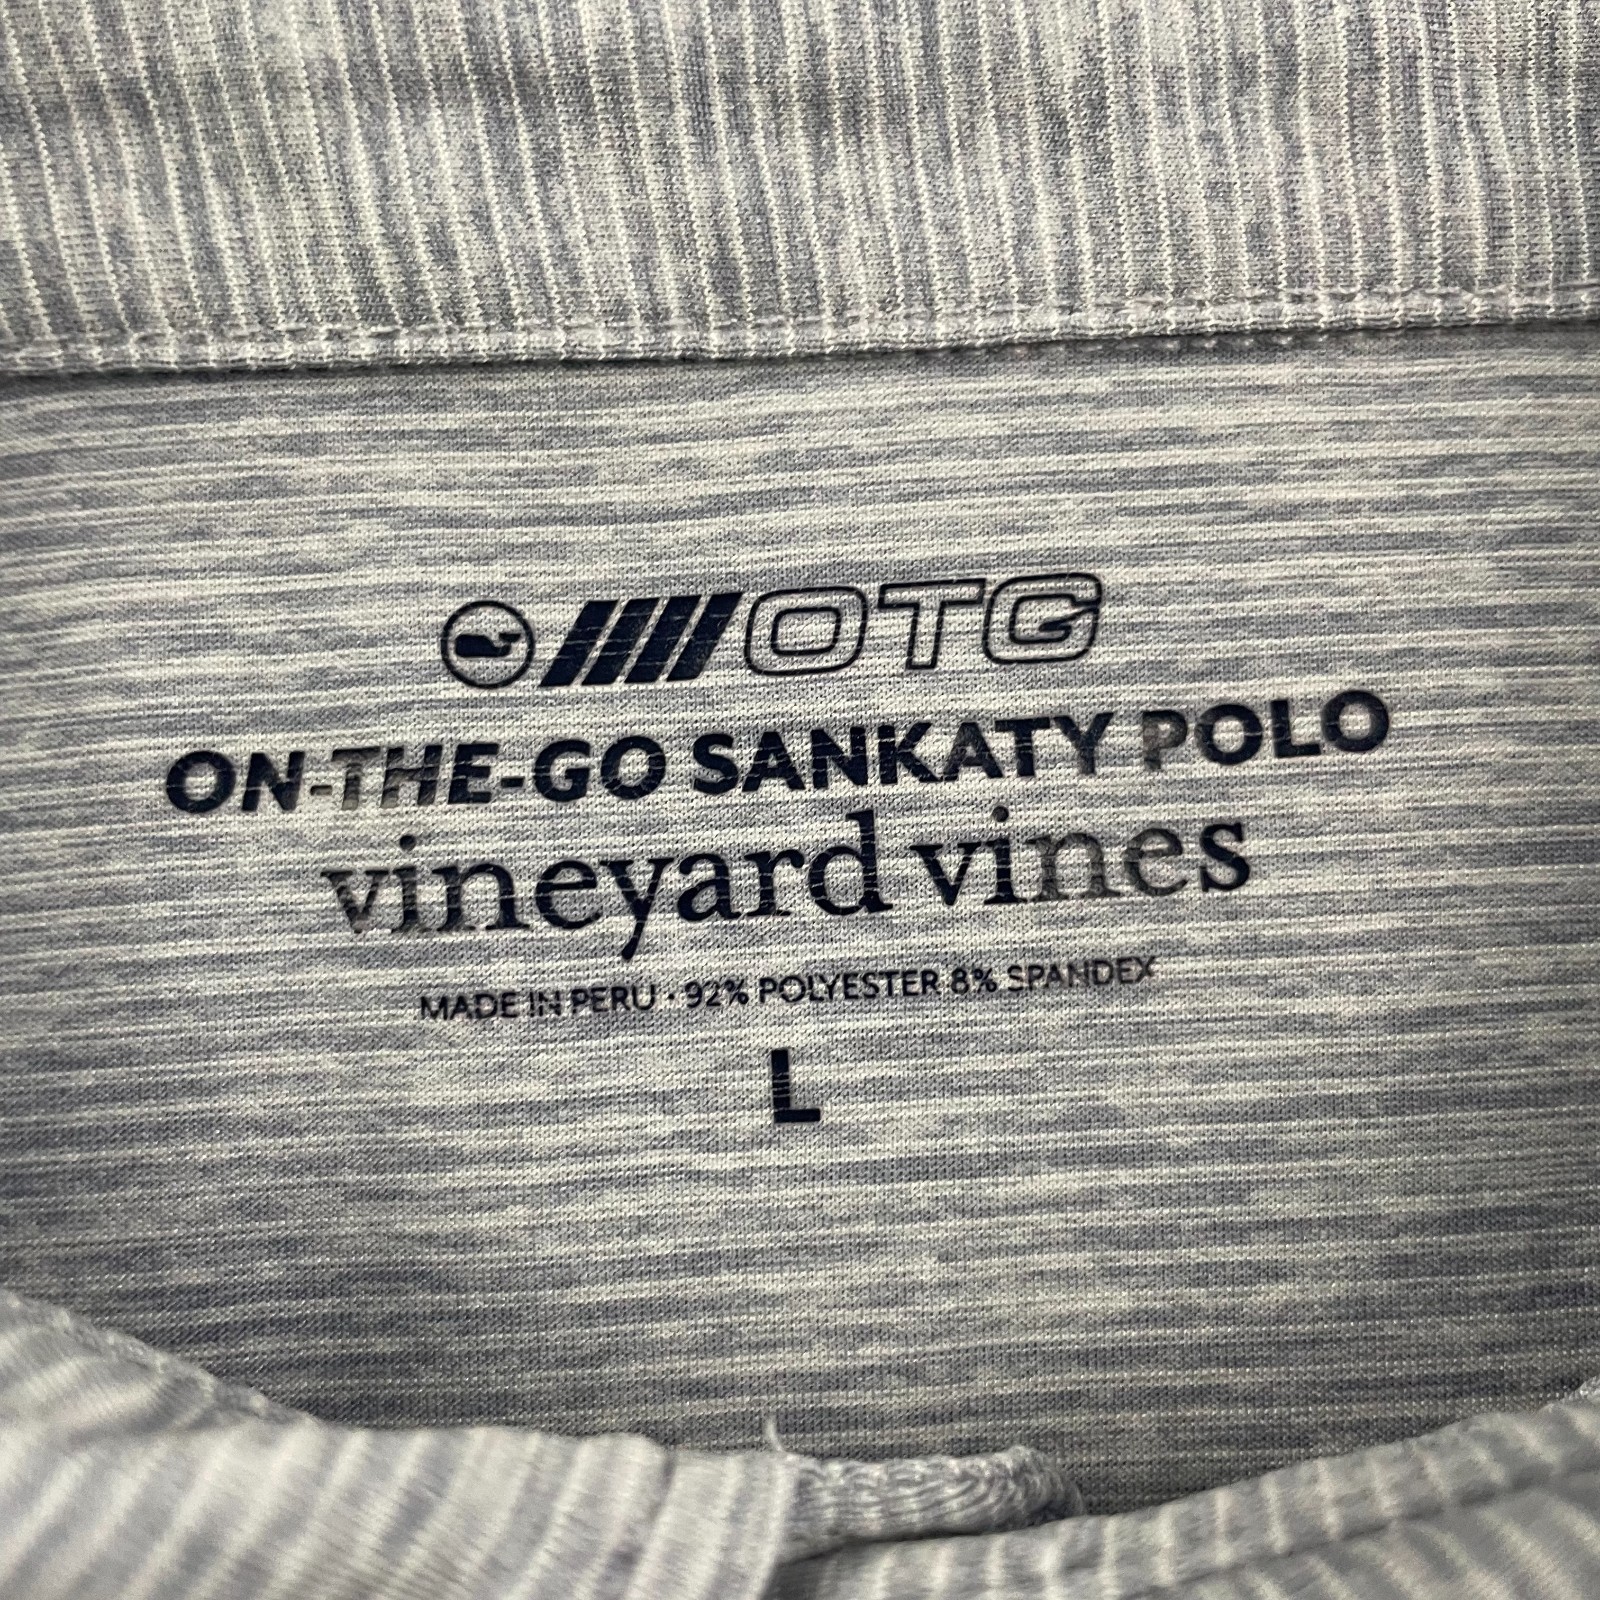 OTG
ON-THE-GO SANKATY POLO
vineyard vines
MADE IN PERU · 92% POLYESTER 8% SPANDEX
L